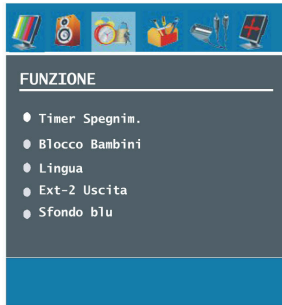 FUNZIONE
Timer Spegnim.
Blocco Bambini
Lingua
Ext-2 Uscita
Sfondo blu